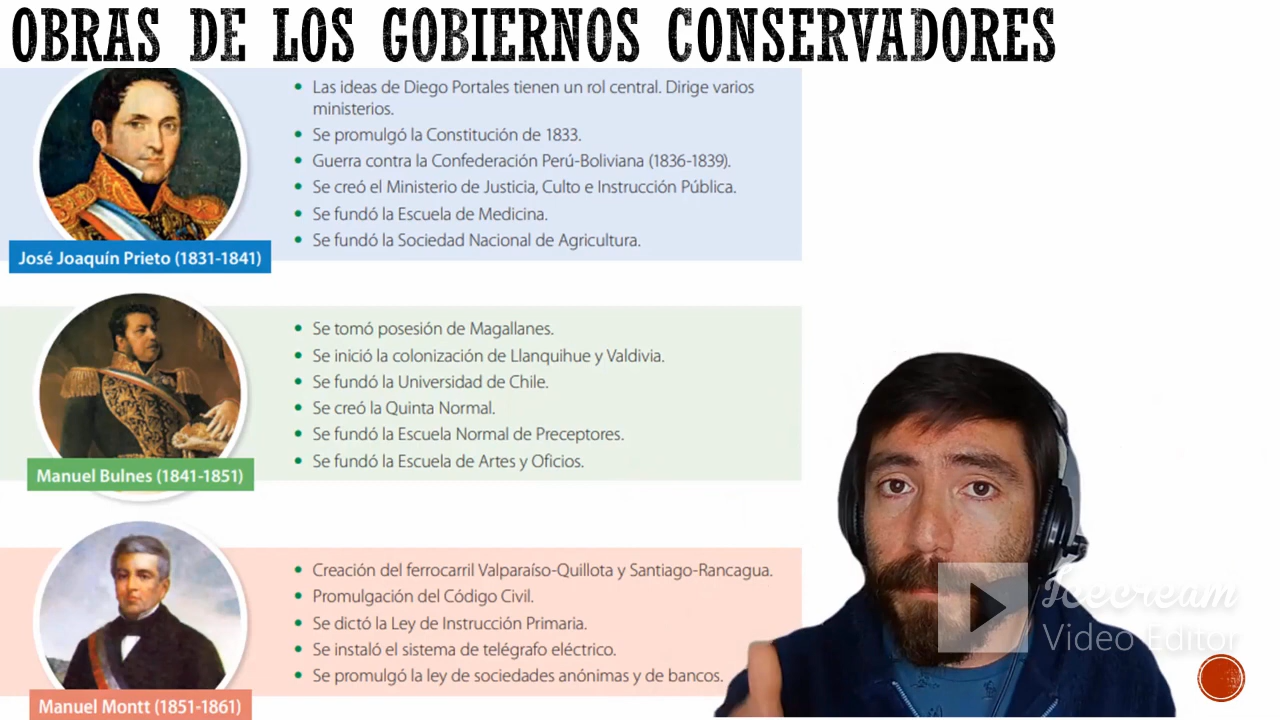 OBRAS DE LOS GOBIERNOS CONSERVADORES
Las ideas de Diego Portales tienen un rol central. Dirige varios
ministerios.
Se promulgó la Constitución de 1833.
Guerra contra la Confederación Perú-Boliviana (1836-1839).
Se creó el Ministerio de Justicia, Culto e Instrucción Pública.
Se fundó la Escuela de Medicina.
Se fundó la Sociedad Nacional de Agricultura.
José Joaquín Prieto (1831-1841)
Se tomó posesión de Magallanes.
Se inició la colonización de Llanquihue y Valdivia.
Se fundó la Universidad de Chile.
Se creó la Quinta Normal.
Se fundó la Escuela Normal de Preceptores.
Se fundó la Escuela de Artes y Oficios.
Manuel Bulnes (1841-1851)
Creación del ferrocarril Valparaíso-Quillota y Santiago-Rancagua.
Promulgación del Código Civil.
Se dictó la Ley de Instrucción Primaria.
Se instaló el sistema de telégrafo eléctrico.
Se promulgó la ley de sociedades anónimas y de bancos.
Manuel Montt (1851-1861)
Icecream
Video Editor